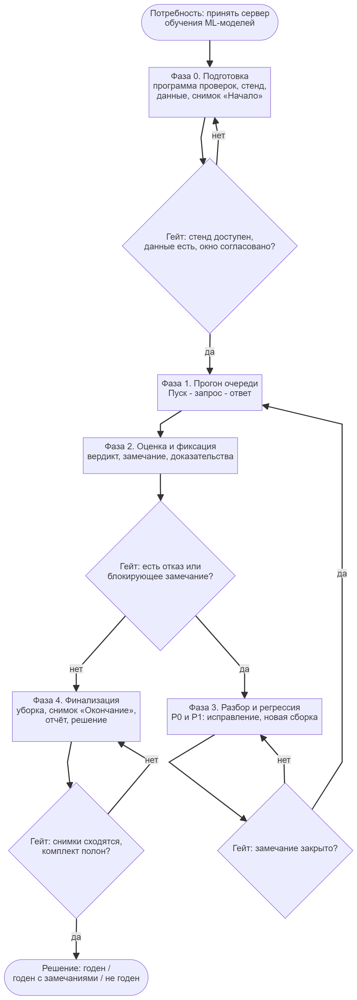 Потребность: принять сервер
обучения ML-моделей
Фаза 0. Подготовка
программа проверок, стенд,
данные, снимок «Начало»
нет
Гейт: стенд доступен,
данные есть, окно согласовано?
да
Фаза 1. Прогон очереди
Пуск - запрос - ответ
Фаза 2. Оценка и фиксация
вердикт, замечание, доказательства
Гейт: есть отказ или
блокирующее замечание?
да
нет
да
Фаза 4. Финализация
уборка, снимок «Окончание»,
отчёт, решение
Фаза 3. Разбор и регрессия
P0 и P1: исправление, новая сборка
нет
нет
Гейт: снимки сходятся,
комплект полон?
Гейт: замечание закрыто?
да
Решение: годен /
годен с замечаниями / не годен